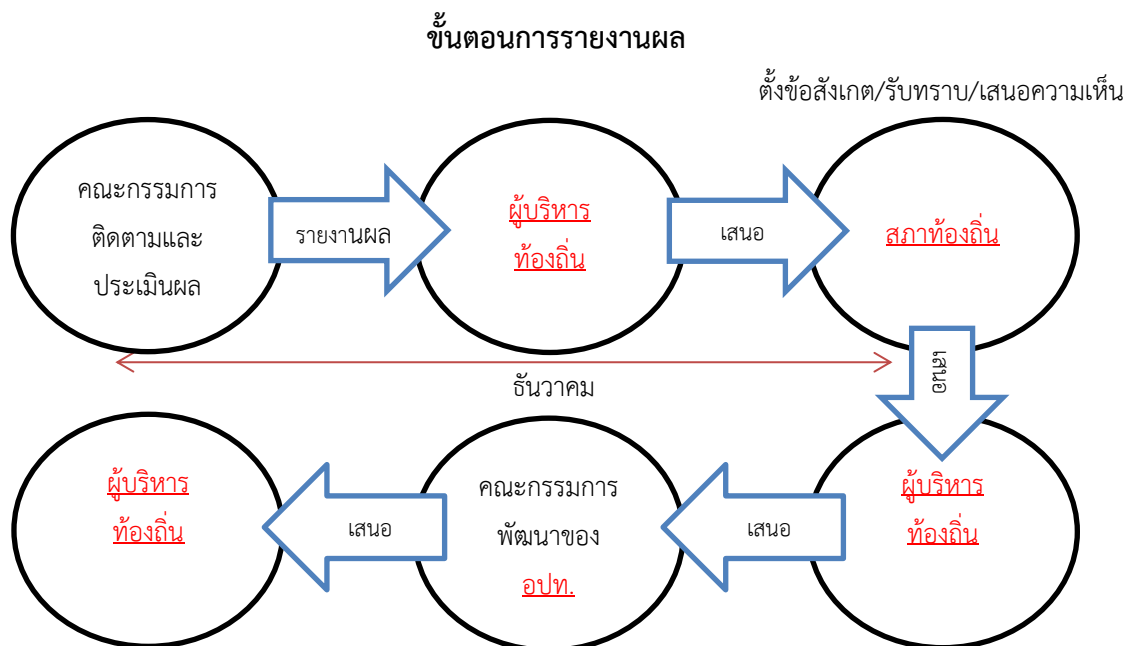 ขั้นตอนการรายงานผล
ตั้งข้อสังเกต/รับทราบ/เสนอความเห็น
คณะกรรมการ
ติดตามและ
ประเมินผล
รายงานผล
ผู้บริหาร
ท้องถิ่น
เสนอ
สภาท้องถิ่น
เสนอ
ธันวาคม
ผู้บริหาร
ท้องถิ่น
เสนอ
คณะกรรมการ
พัฒนาของ
อปท.
เสนอ
ผู้บริหาร
ท้องถิ่น